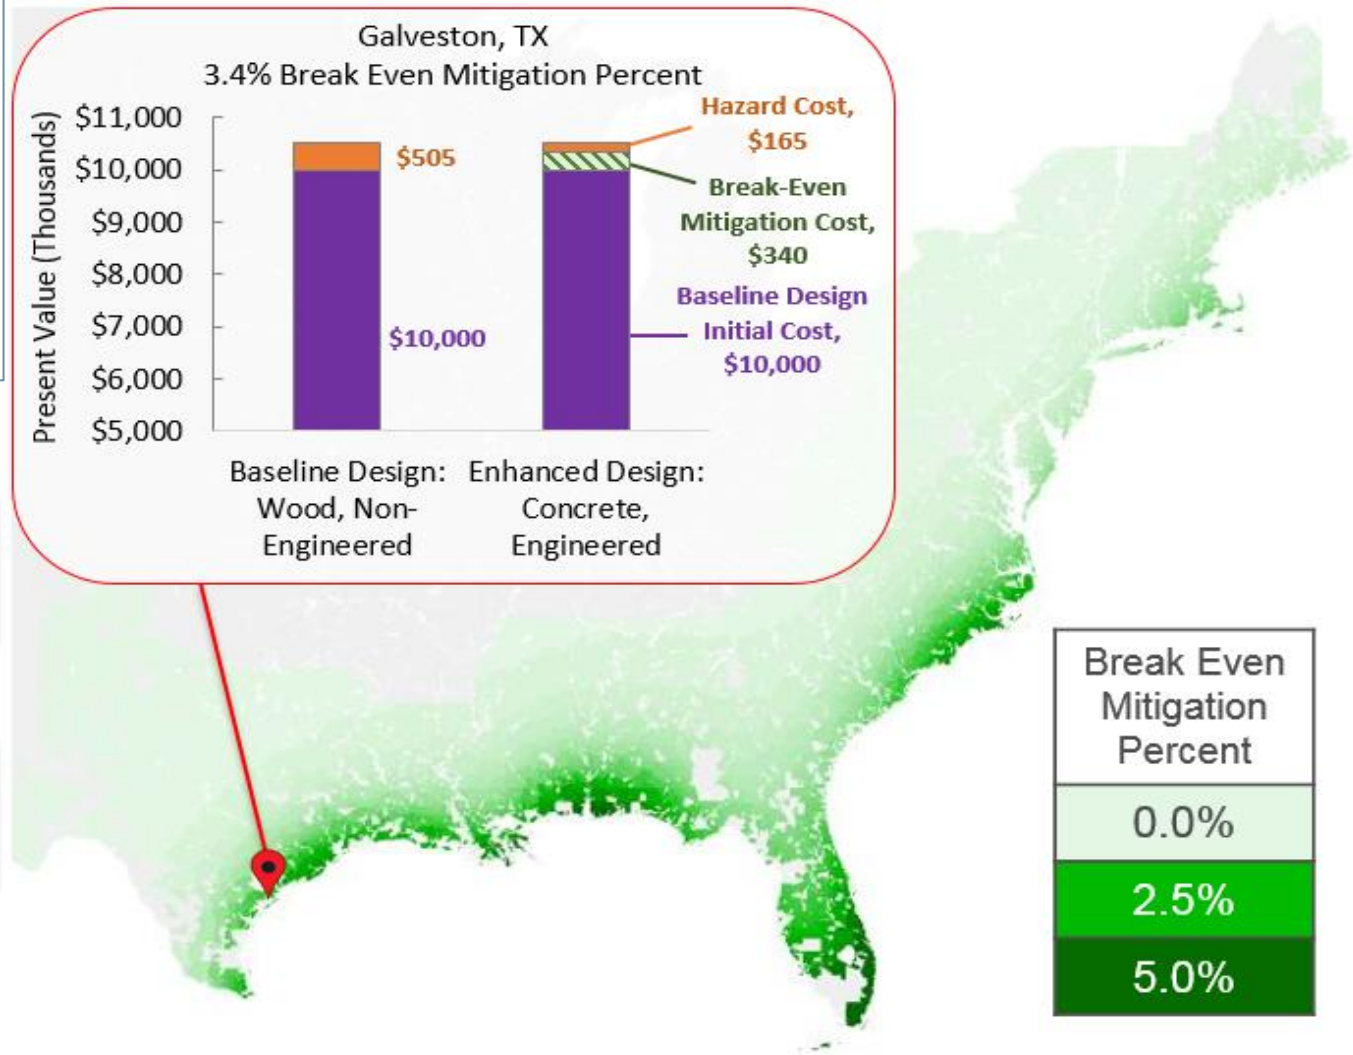 Galveston, TX
3.4% Break Even Mitigation Percent
Present Value (Thousands)
$11,000
$10,000
$9,000
$8,000
$7,000
$6,000
$5,000
$505
$10,000
Hazard Cost,
$165
Break-Even
Mitigation Cost,
$340
Baseline Design
Initial Cost,
$10,000
Baseline Design:
Wood, Non-
Engineered
Enhanced Design:
Concrete,
Engineered
Break Even
Mitigation
Percent
0.0%
2.5%
5.0%